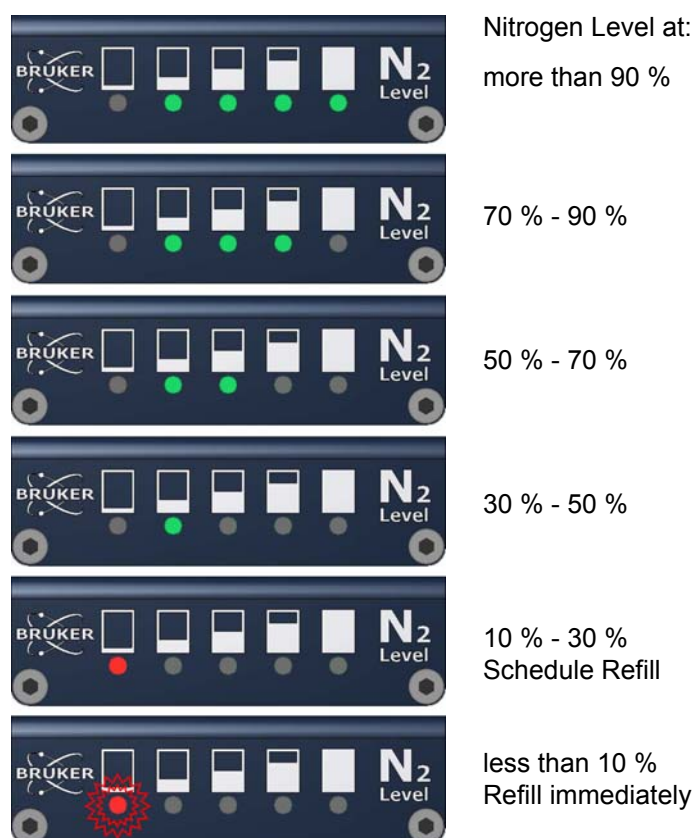 Nitrogen Level at:
BRUKER N2 Level
more than 90 %
BRUKER N2 Level
70 % - 90 %
BRUKER N2 Level
50 % - 70 %
BRUKER N2 Level
30 % - 50 %
BRUKER N2 Level
10 % - 30 %
Schedule Refill
BRUKER N2 Level
less than 10 %
Refill immediately